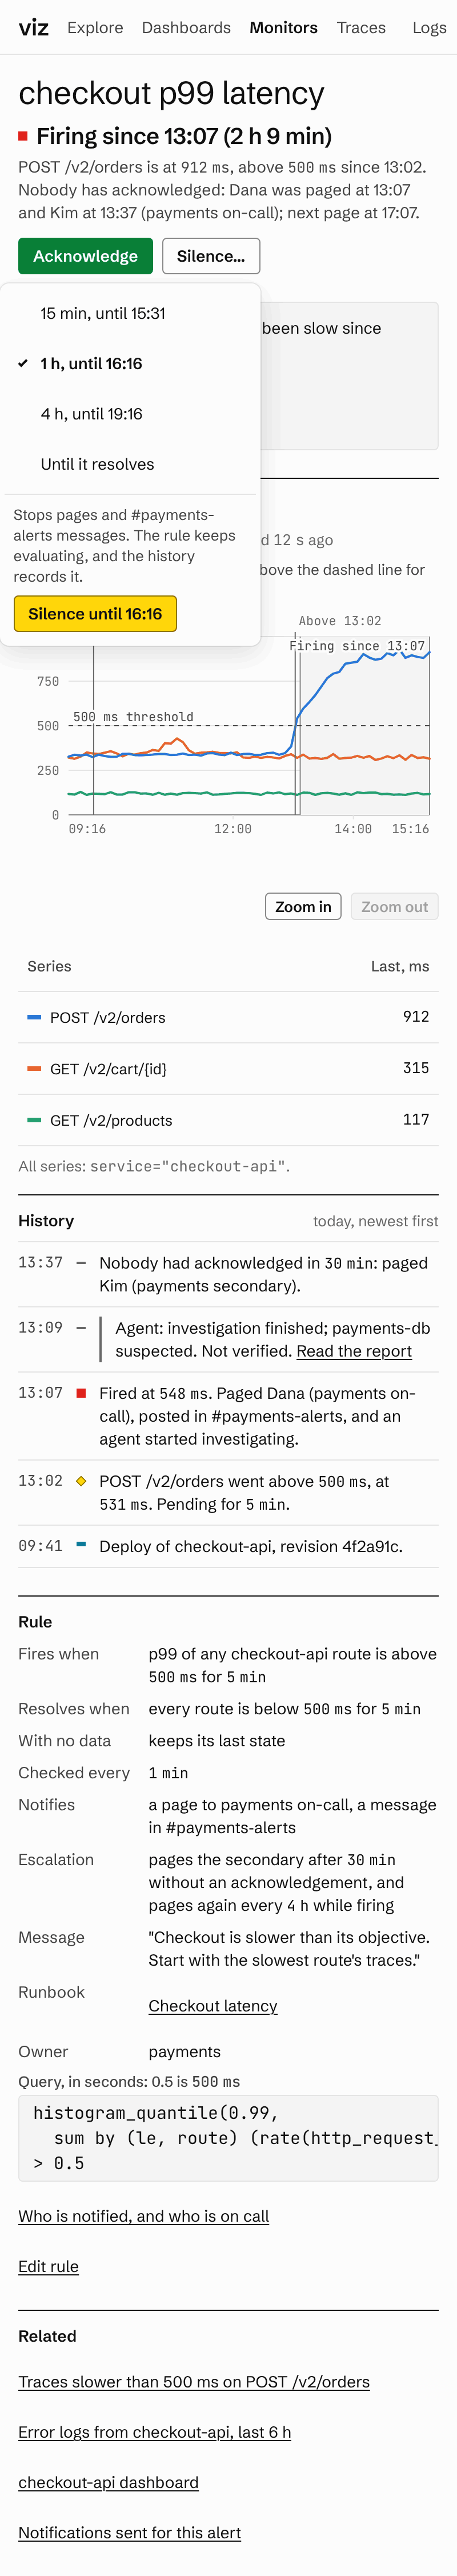 viz Explore Dashboards Monitors Traces Logs
checkout p99 latency
Firing since 13:07 (2 h 9 min)
POST /v2/orders is at 912 ms, above 500 ms since 13:02.
Nobody has acknowledged: Dana was paged at 13:07
and Kim at 13:37 (payments on-call); next page at 17:07.
Acknowledge Silence…
15 min, until 15:31
been slow since
1 h, until 16:16
4 h, until 19:16
Until it resolves
Stops pages and #payments-
alerts messages. The rule keeps
evaluating, and the history
records it.
Silence until 16:16
12 s ago
bove the dashed line for
Above 13:02
Firing since 13:07
750
500 ms threshold
500
250
0
09:16 12:00 14:00 15:16
Zoom in Zoom out
Series Last, ms
POST /v2/orders 912
GET /v2/cart/{id} 315
GET /v2/products 117
All series: service="checkout-api".
History today, newest first
13:37 Nobody had acknowledged in 30 min: paged
Kim (payments secondary).
13:09 Agent: investigation finished; payments-db
suspected. Not verified. Read the report
13:07 Fired at 548 ms. Paged Dana (payments on-
call), posted in #payments-alerts, and an
agent started investigating.
13:02 POST /v2/orders went above 500 ms, at
531 ms. Pending for 5 min.
09:41 Deploy of checkout-api, revision 4f2a91c.
Rule
Fires when p99 of any checkout-api route is above
500 ms for 5 min
Resolves when every route is below 500 ms for 5 min
With no data keeps its last state
Checked every 1 min
Notifies a page to payments on-call, a message
in #payments-alerts
Escalation pages the secondary after 30 min
without an acknowledgement, and
pages again every 4 h while firing
Message "Checkout is slower than its objective.
Start with the slowest route's traces."
Runbook Checkout latency
Owner payments
Query, in seconds: 0.5 is 500 ms
histogram_quantile(0.99,
sum by (le, route) (rate(http_request_
> 0.5
Who is notified, and who is on call
Edit rule
Related
Traces slower than 500 ms on POST /v2/orders
Error logs from checkout-api, last 6 h
checkout-api dashboard
Notifications sent for this alert